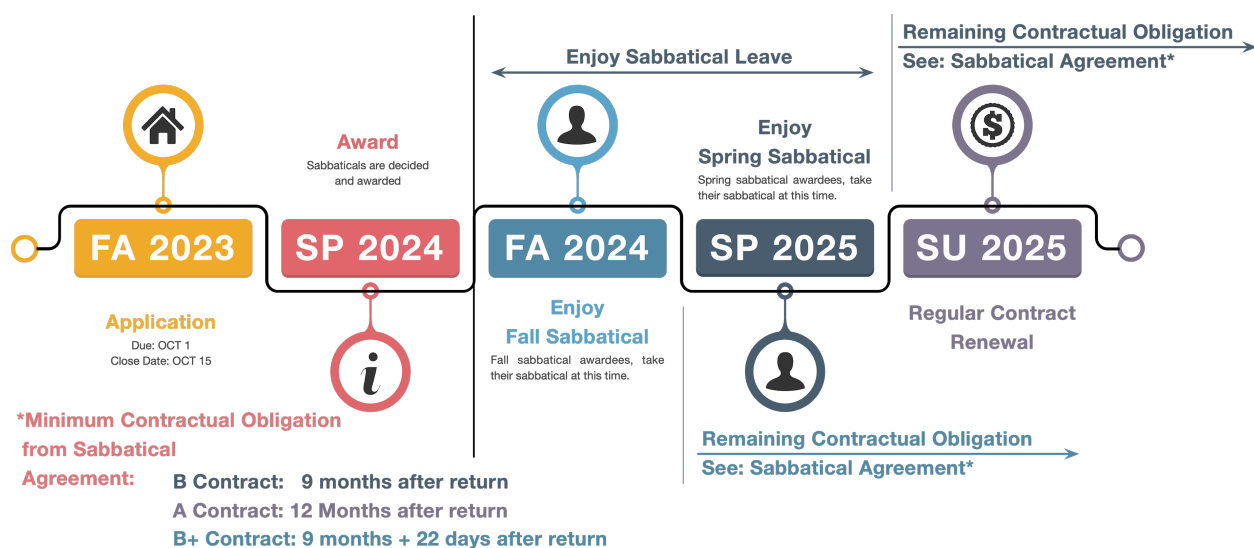 Remaining Contractual Obligation
See: Sabbatical Agreement*
Enjoy Sabbatical Leave
Award
Sabbaticals are decided
and awarded
Enjoy
Spring Sabbatical
Spring sabbatical awardees, take
their sabbatical at this time.
$
FA 2023
SP 2024
FA 2024
SP 2025
SU 2025
Application
Due: OCT 1
Close Date: OCT 15
i
Enjoy
Fall Sabbatical
Fall sabbatical awardees, take
their sabbatical at this time.
Regular Contract
Renewal
Remaining Contractual Obligation
See: Sabbatical Agreement*
*Minimum Contractual Obligation
from Sabbatical
Agreement:
B Contract: 9 months after return
A Contract: 12 Months after return
B+ Contract: 9 months + 22 days after return